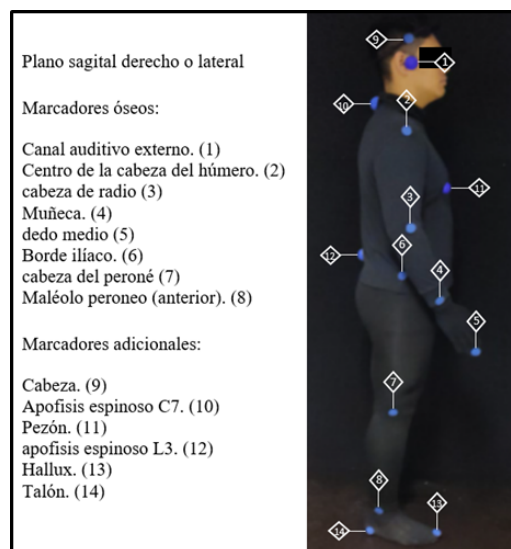 Plano sagital derecho o lateral
Marcadores óseos:
Canal auditivo externo. (1)
Centro de la cabeza del húmero. (2)
cabeza de radio (3)
Muñeca. (4)
dedo medio (5)
Borde ilíaco. (6)
cabeza del peroné (7)
Maléolo peroneo (anterior). (8)
Marcadores adicionales:
Cabeza. (9)
Apofisis espinoso C7. (10)
Pezón. (11)
apofisis espinoso L3. (12)
Hallux. (13)
Talón. (14)
9
1
10
2
11
3
12
6
4
5
7
8
13
14